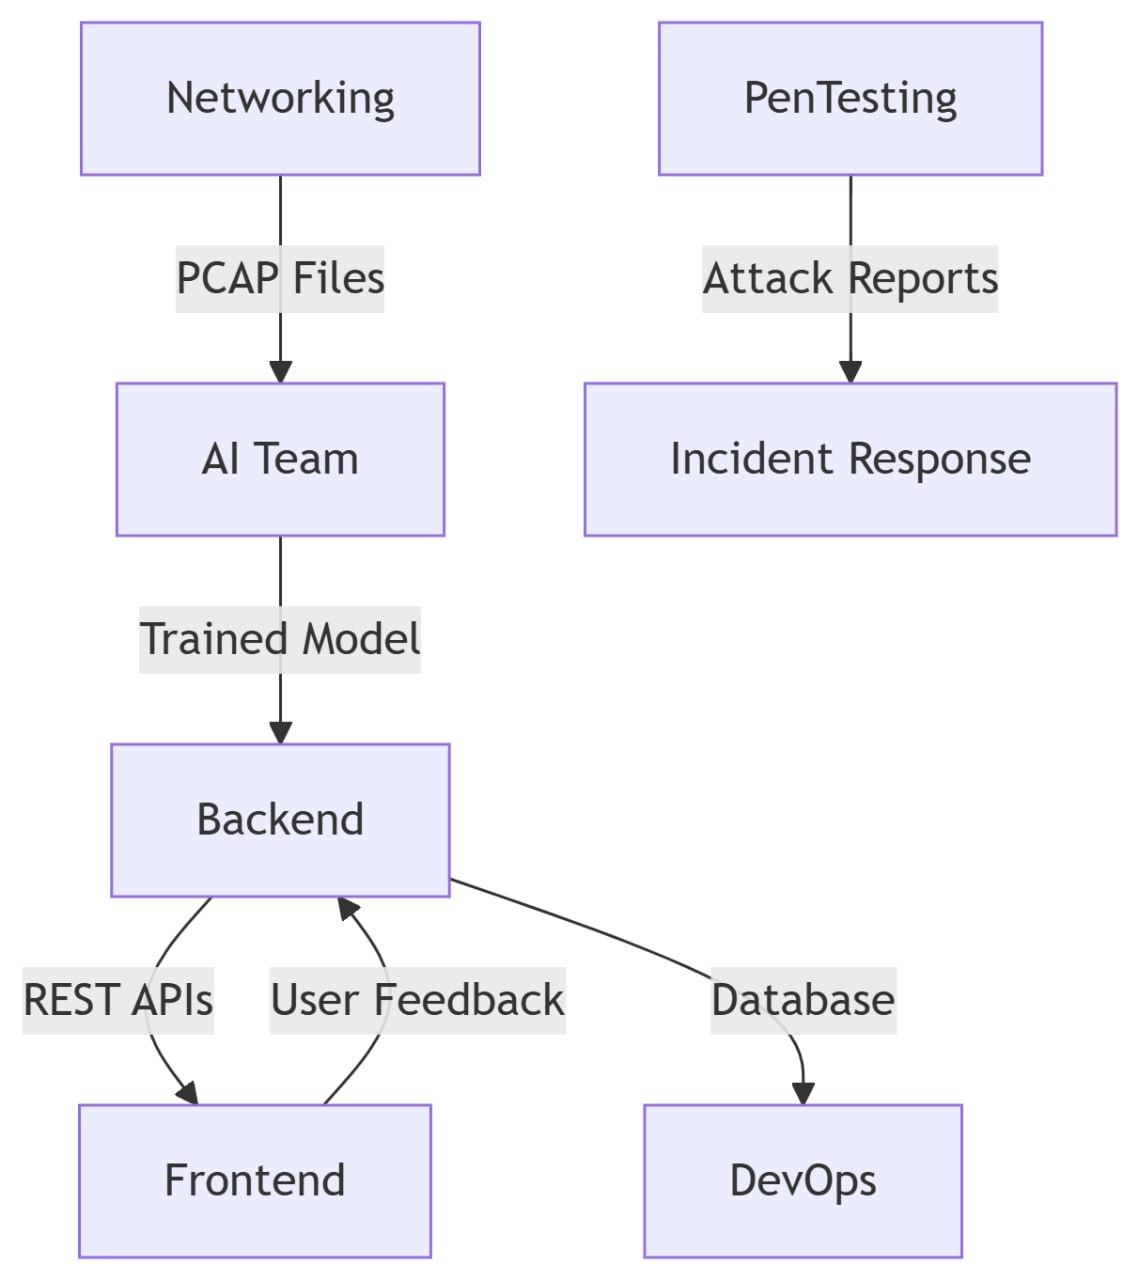 Networking
PenTesting
PCAP Files
Attack Reports
AI Team
Incident Response
Trained Model
Backend
REST APIs
User Feedback
Database
Frontend
DevOps